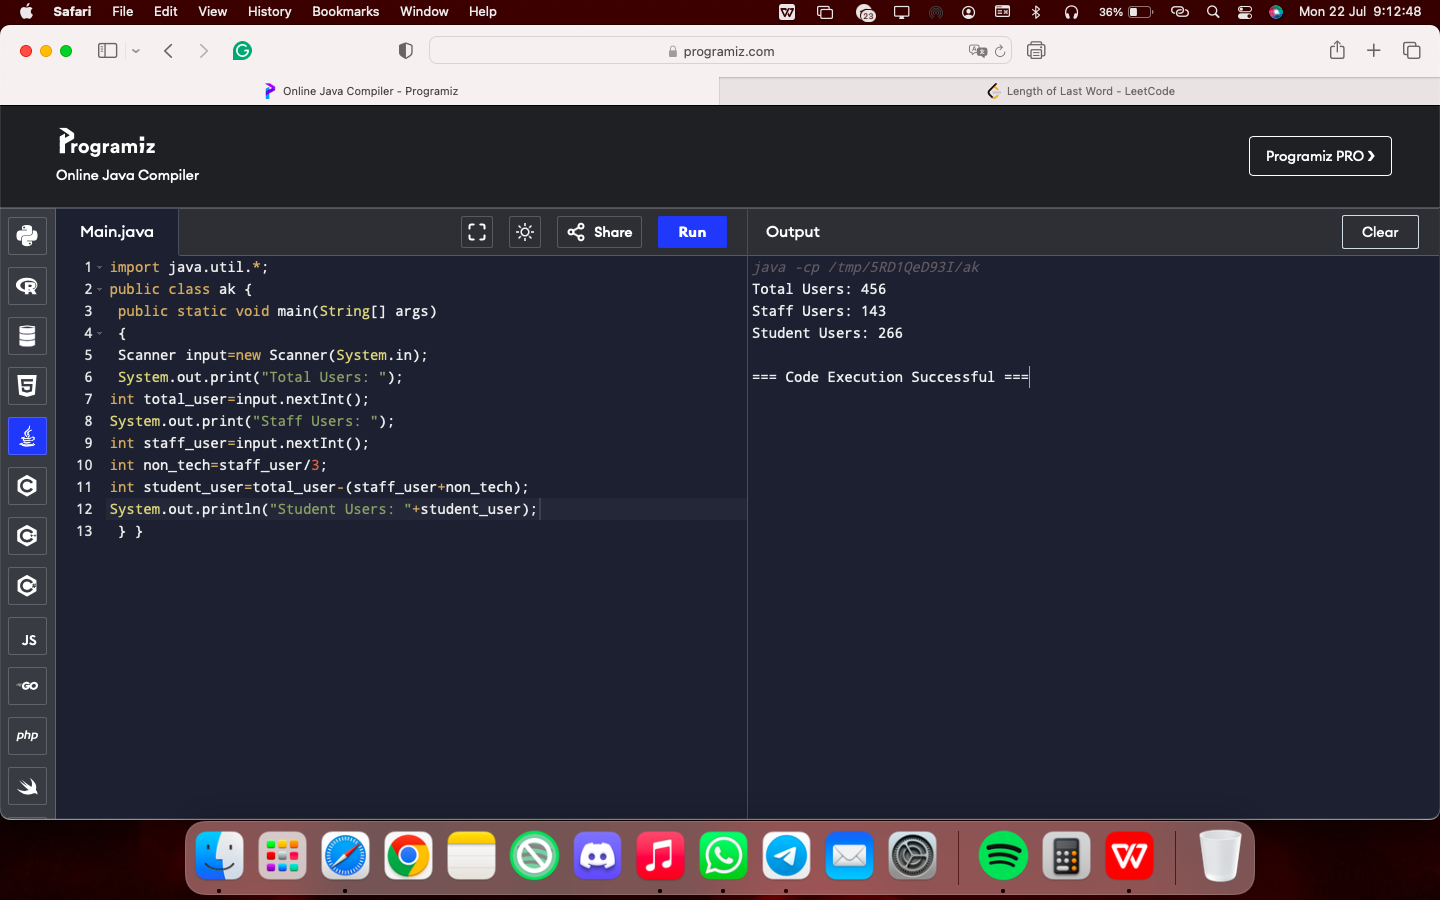 Safari File Edit View History Bookmarks Window Help 23 36% Mon 22 Jul 9:12:48
programiz.com
Online Java Compiler - Programiz
Length of Last Word - LeetCode
Programiz
Online Java Compiler
Programiz PRO ❯
Main.java
Share
Run
Output
Clear
1 import java.util.*;
2 public class ak {
3 public static void main(String[] args)
4 {
5 Scanner input=new Scanner(System.in);
6 System.out.print("Total Users: ");
7 int total_user=input.nextInt();
8 System.out.print("Staff Users: ");
9 int staff_user=input.nextInt();
10 int non_tech=staff_user/3;
11 int student_user=total_user-(staff_user+non_tech);
12 System.out.println("Student Users: "+student_user);
13 } }
java -cp /tmp/5RD1QeD93I/ak
Total Users: 456
Staff Users: 143
Student Users: 266
=== Code Execution Successful ===
R
5
C
C
C
JS
GO
php
W